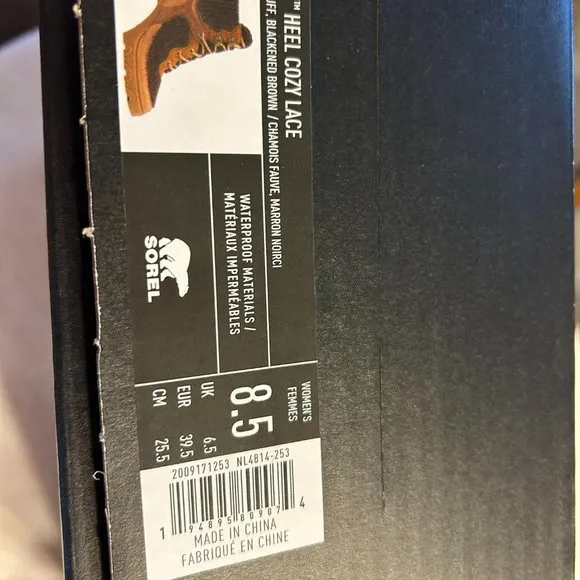 ™ HEEL COZY LACE
UFF, BLACKENED BROWN / CHAMOIS FAUVE, MARRON NOIRCI
WATERPROOF MATERIALS /
MATÉRIAUX IMPERMÉABLES
SOREL
WOMEN'S
FEMMES
8.5
UK 6.5
EUR 39.5
CM 25.5
2009171253 NL4814-253
1 94895 80907 4
MADE IN CHINA
FABRIQUÉ EN CHINE